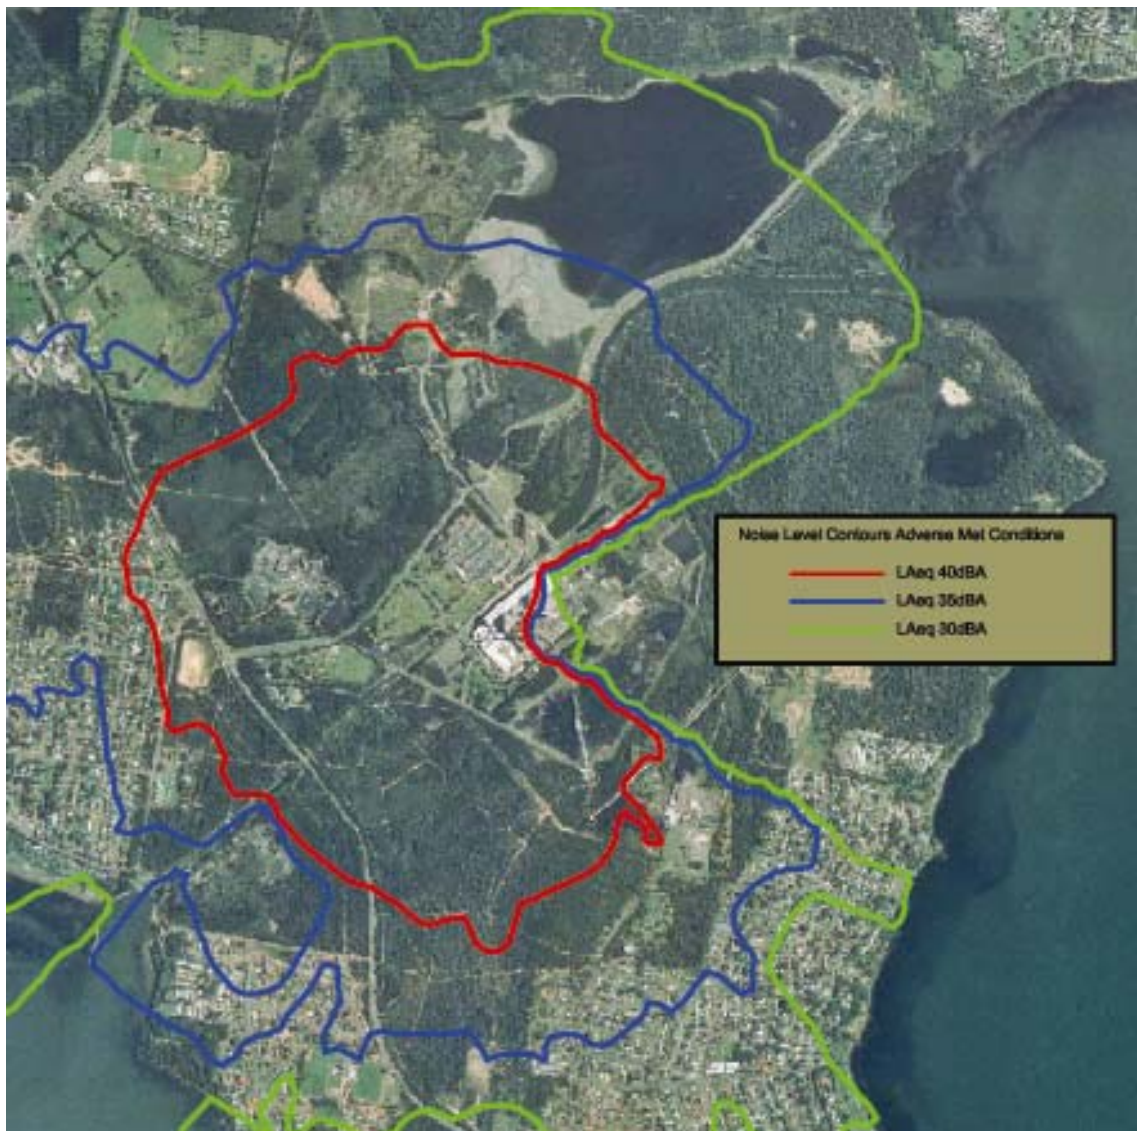 Noise Level Contours Adverse Met Conditions
LAeq 40dBA
LAeq 35dBA
LAeq 30dBA